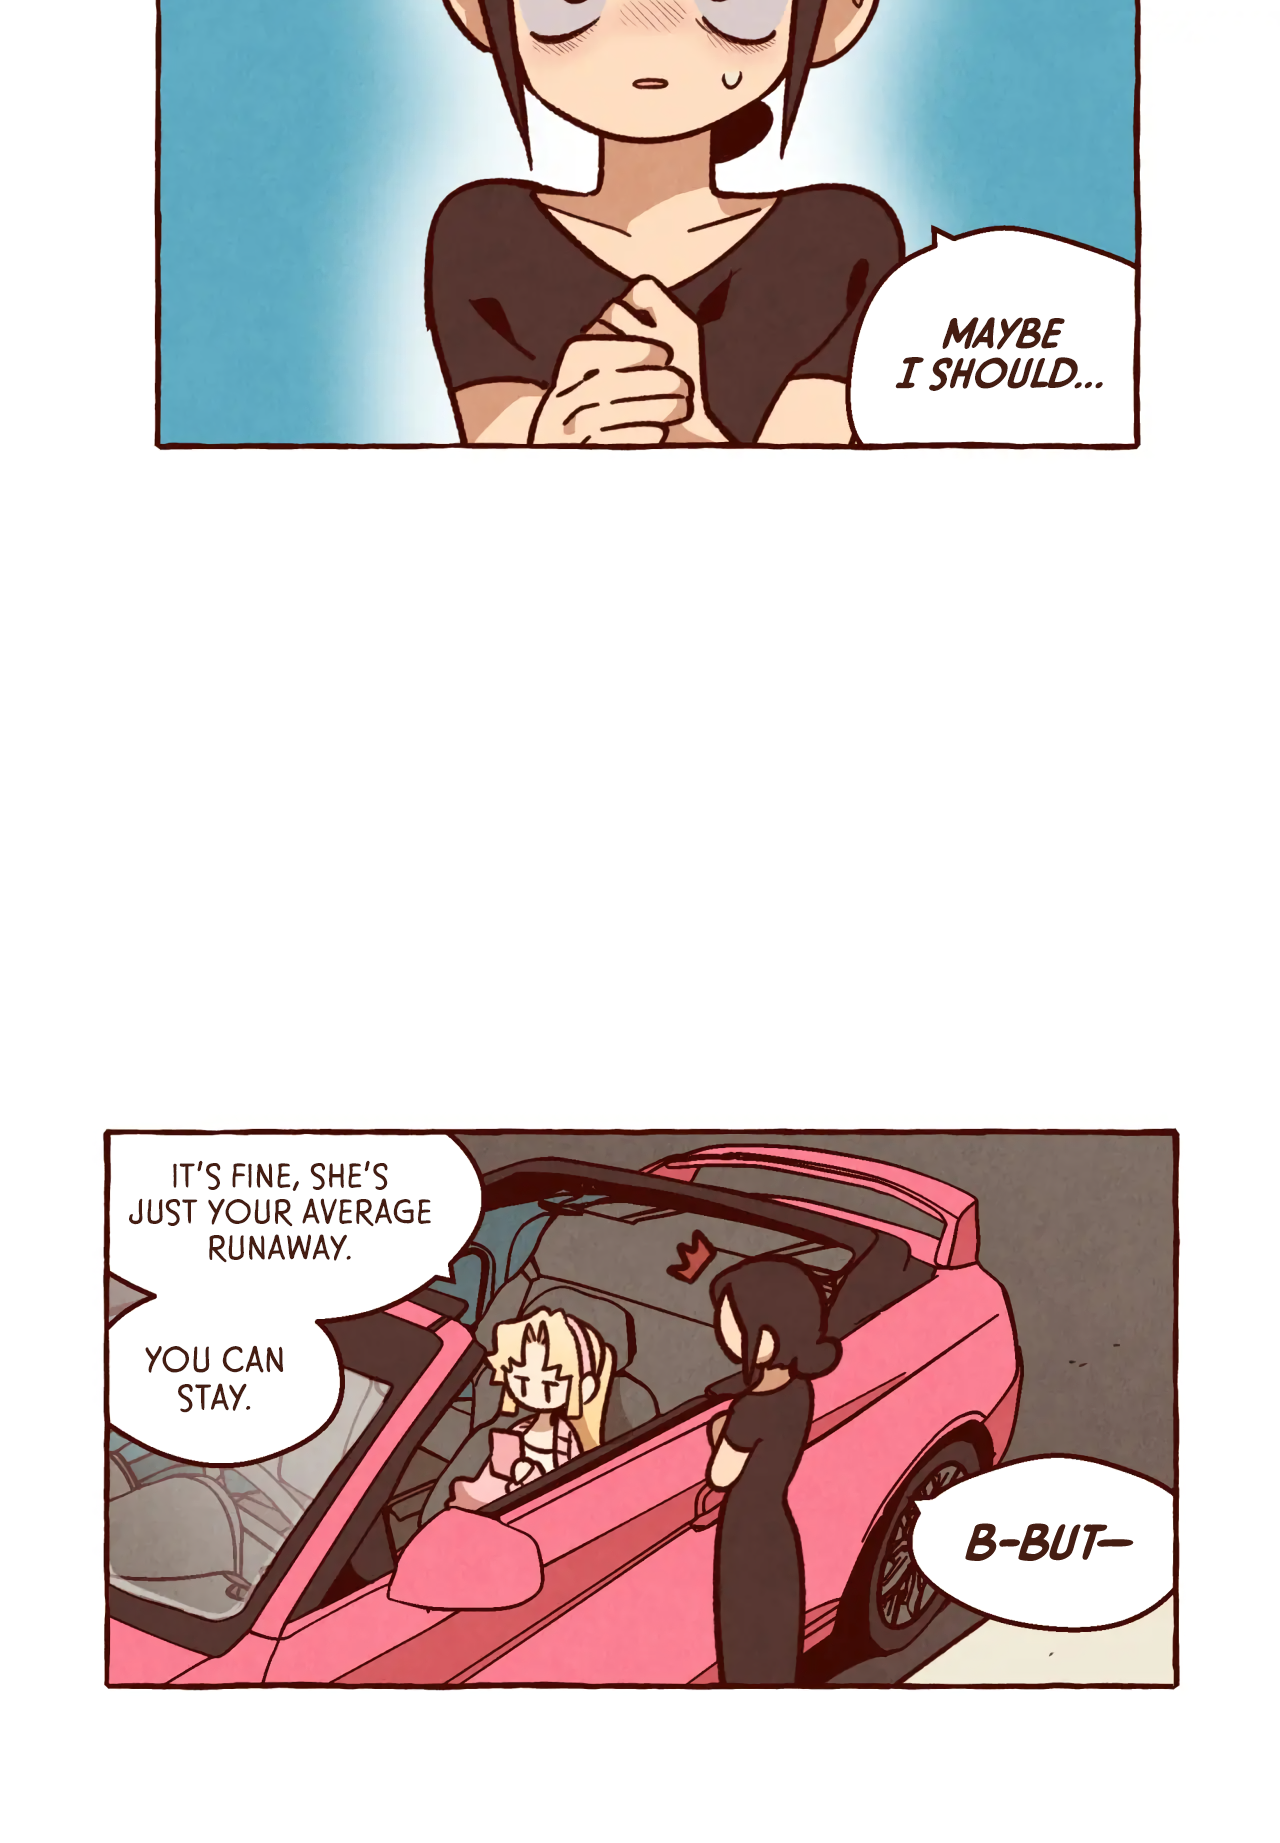 MAYBE
I SHOULD...
IT'S FINE, SHE'S
JUST YOUR AVERAGE
RUNAWAY.
YOU CAN
STAY.
B-BUT—